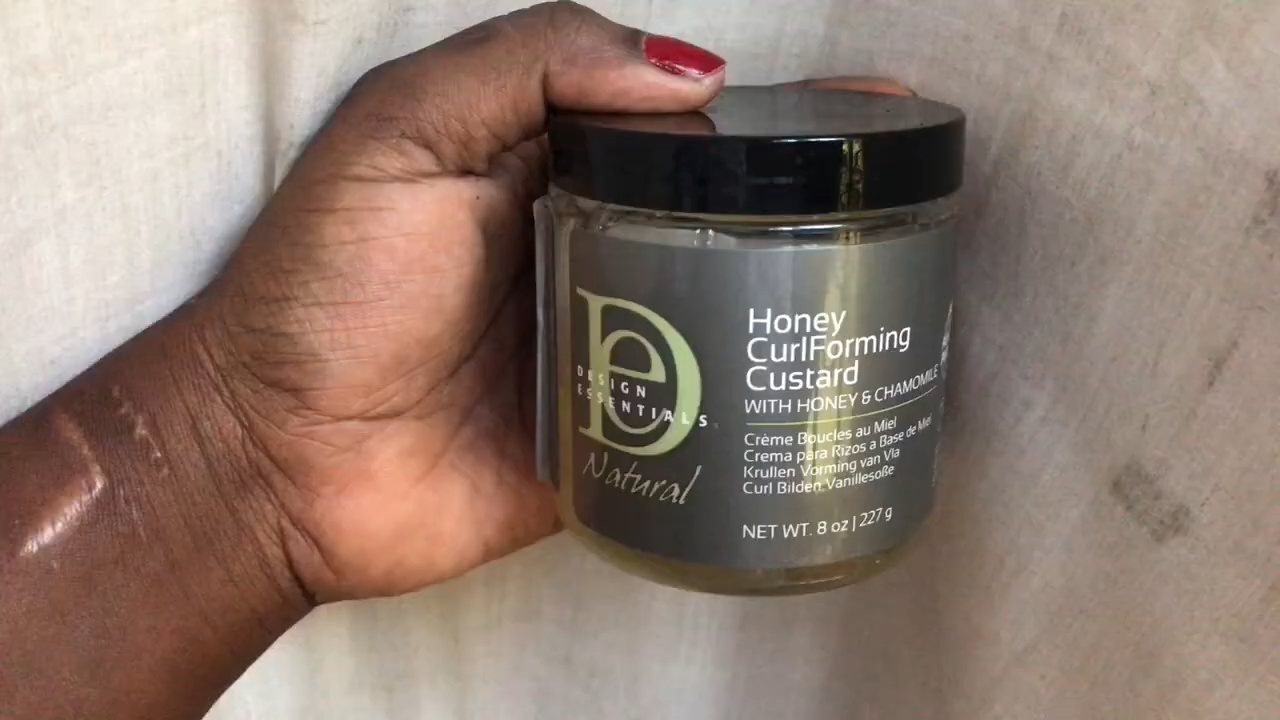 De
DESIGN
ESSENTIALS
Natural
Honey
CurlForming
Custard
WITH HONEY & CHAMOMILE
Crème Boucles au Miel
Crema para Rizos a Base de Miel
Krullen Vorming van Vla
Curl Bilden Vanillesoße
NET WT. 8 oz | 227 g